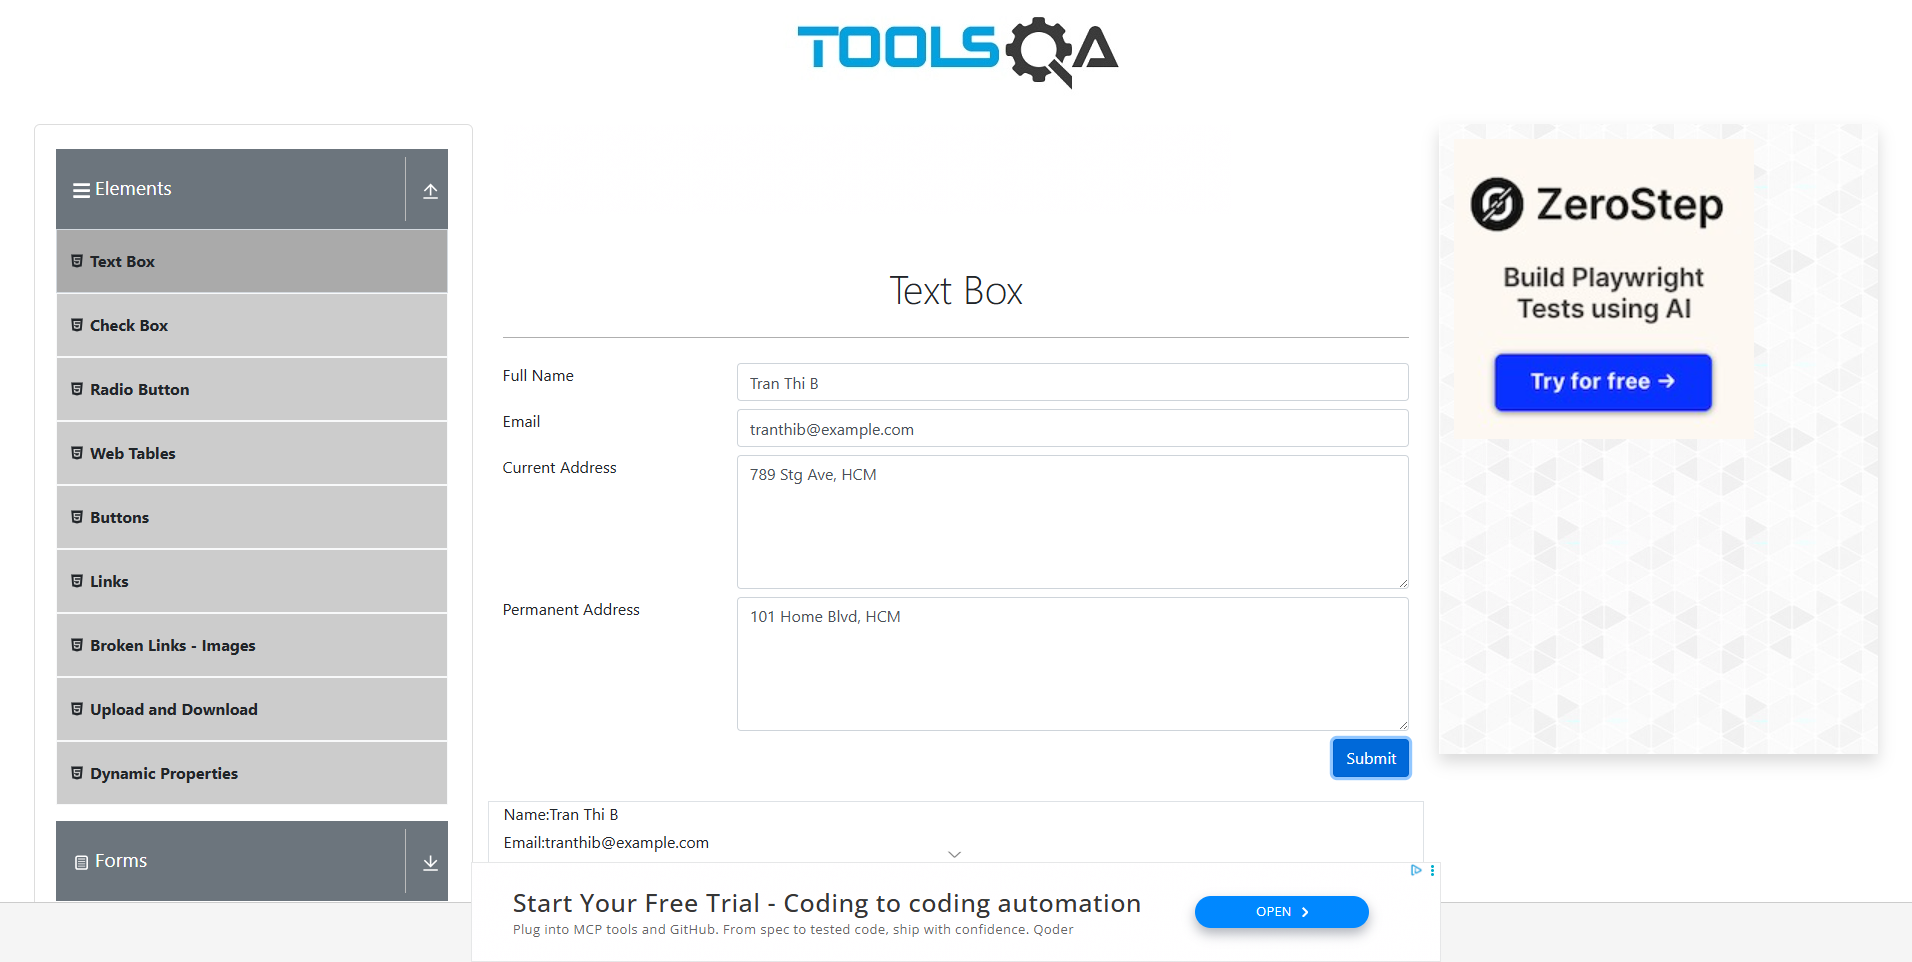 TOOLSQA
Elements
Text Box
Check Box
Radio Button
Web Tables
Buttons
Links
Broken Links - Images
Upload and Download
Dynamic Properties
Forms
Text Box
Full Name
Tran Thi B
Email
tranthib@example.com
Current Address
789 Stg Ave, HCM
Permanent Address
101 Home Blvd, HCM
Submit
Name:Tran Thi B
Email:tranthib@example.com
ZeroStep
Build Playwright
Tests using AI
Try for free →
Start Your Free Trial - Coding to coding automation
Plug into MCP tools and GitHub. From spec to tested code, ship with confidence. Qoder
OPEN